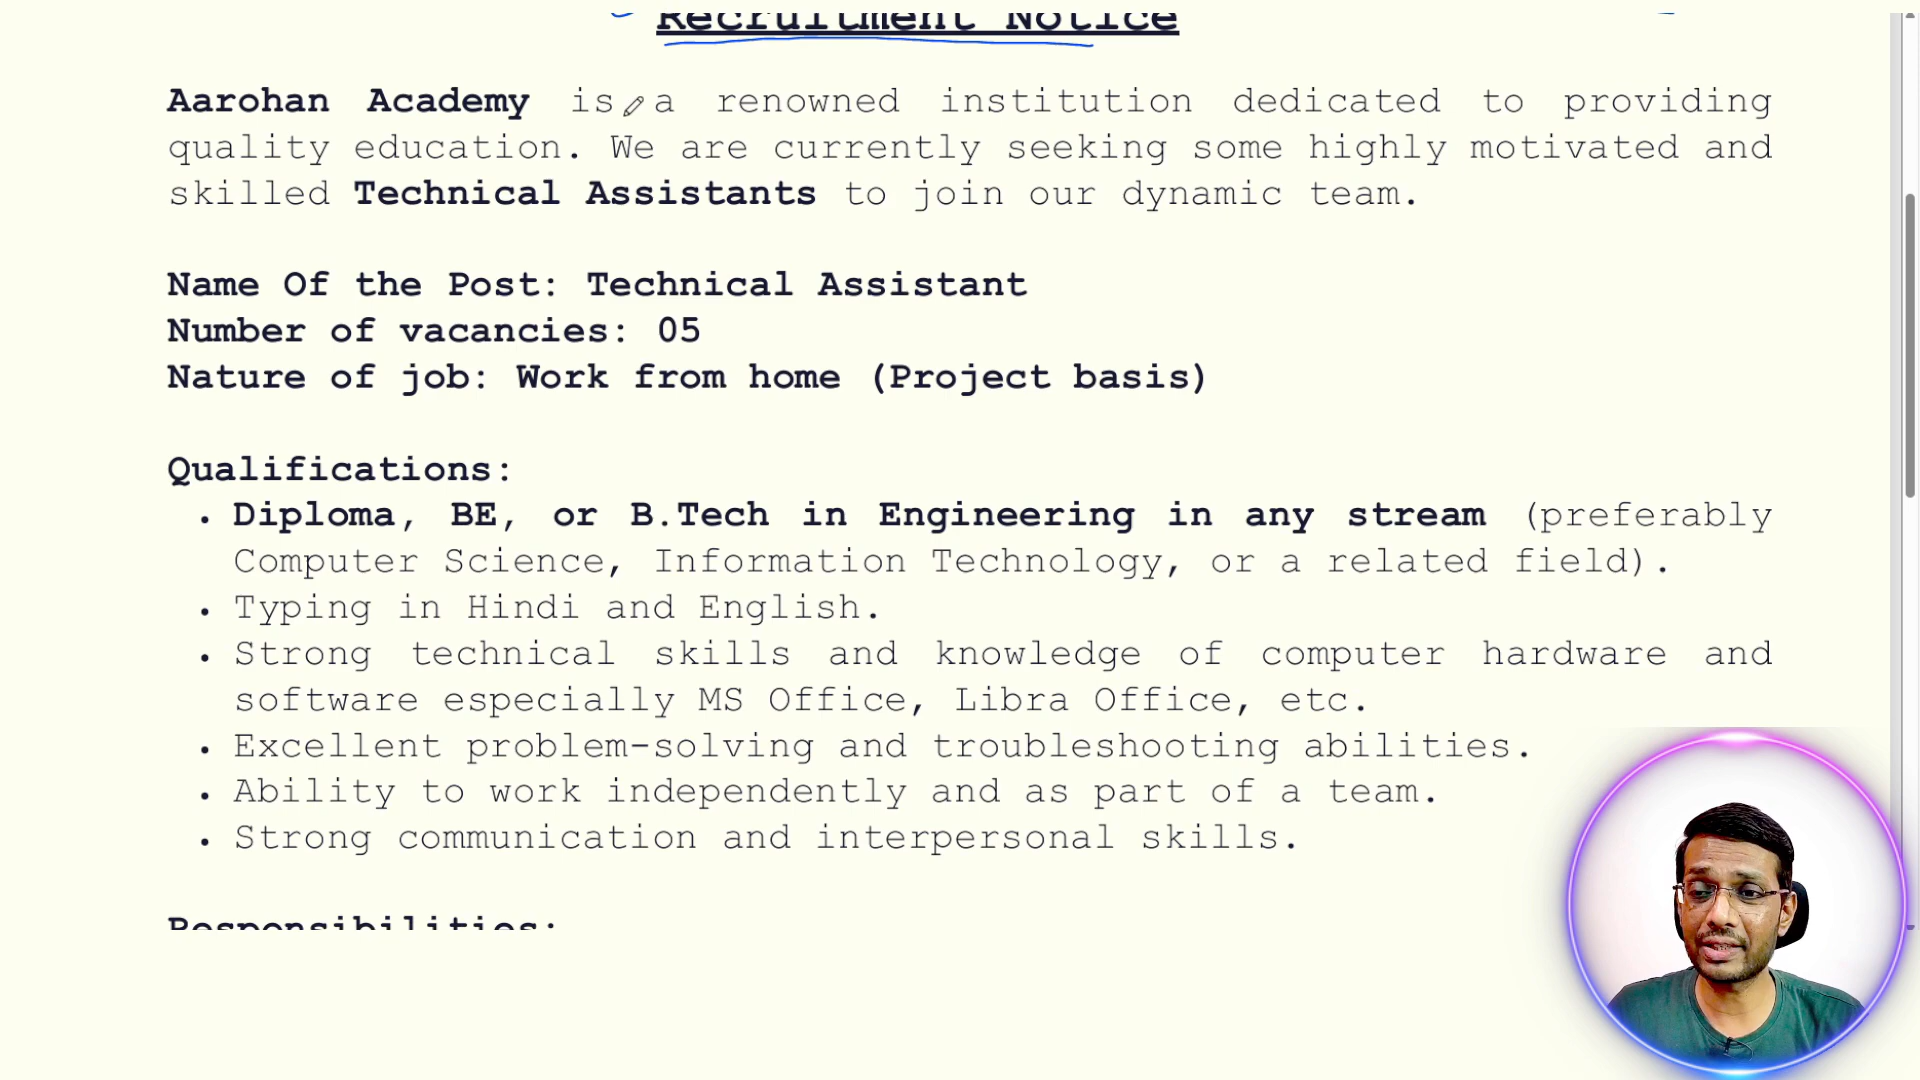 Recruitment Notice
Aarohan Academy is a renowned institution dedicated to providing
quality education. We are currently seeking some highly motivated and
skilled Technical Assistants to join our dynamic team.
Name Of the Post: Technical Assistant
Number of vacancies: 05
Nature of job: Work from home (Project basis)
Qualifications:
• Diploma, BE, or B.Tech in Engineering in any stream (preferably
Computer Science, Information Technology, or a related field).
• Typing in Hindi and English.
• Strong technical skills and knowledge of computer hardware and
software especially MS Office, Libra Office, etc.
• Excellent problem-solving and troubleshooting abilities.
• Ability to work independently and as part of a team.
• Strong communication and interpersonal skills.
Responsibilities: